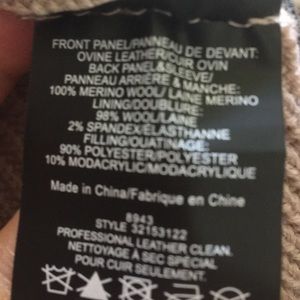 FRONT PANEL/PANNEAU DE DEVANT:
OVINE LEATHER/CUIR OVIN
BACK PANEL&SLEEVE/
PANNEAU ARRIÈRE & MANCHE:
100% MERINO WOOL/ LAINE MERINO
LINING/DOUBLURE:
98% WOOL/LAINE
2% SPANDEX/ÉLASTHANNE
FILLING/OUATINAGE:
90% POLYESTER/POLYESTER
10% MODACRYLIC/MODACRYLIQUE
Made in China/Fabrique en Chine
8943
STYLE 32153122
PROFESSIONAL LEATHER CLEAN.
NETTOYAGE À SEC SPÉCIAL
POUR CUIR SEULEMENT.